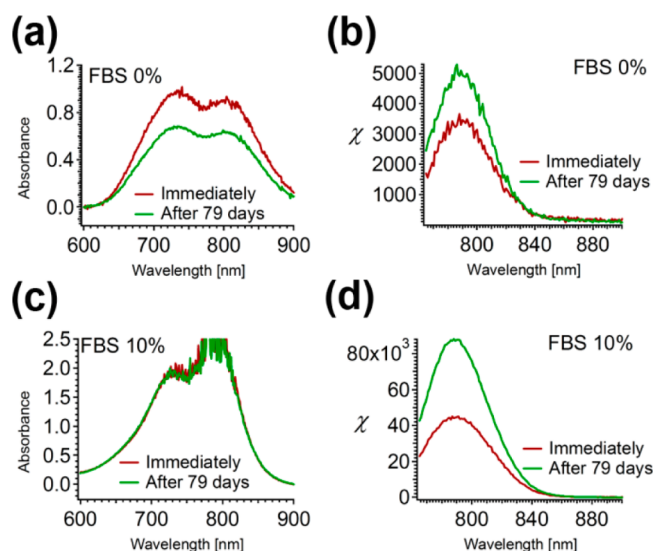 (a)
FBS 0%
1.2
0.8
0.4
0.0
Absorbance
Immediately
After 79 days
600 700 800 900
Wavelength [nm]
(b)
FBS 0%
5000
4000
3000
2000
1000
χ
Immediately
After 79 days
800 840 880
Wavelength [nm]
(c)
FBS 10%
2.5
2.0
1.5
1.0
0.5
0.0
Absorbance
Immediately
After 79 days
600 700 800 900
Wavelength [nm]
(d)
FBS 10%
80x10³
60
40
20
0
χ
Immediately
After 79 days
800 840 880
Wavelength [nm]